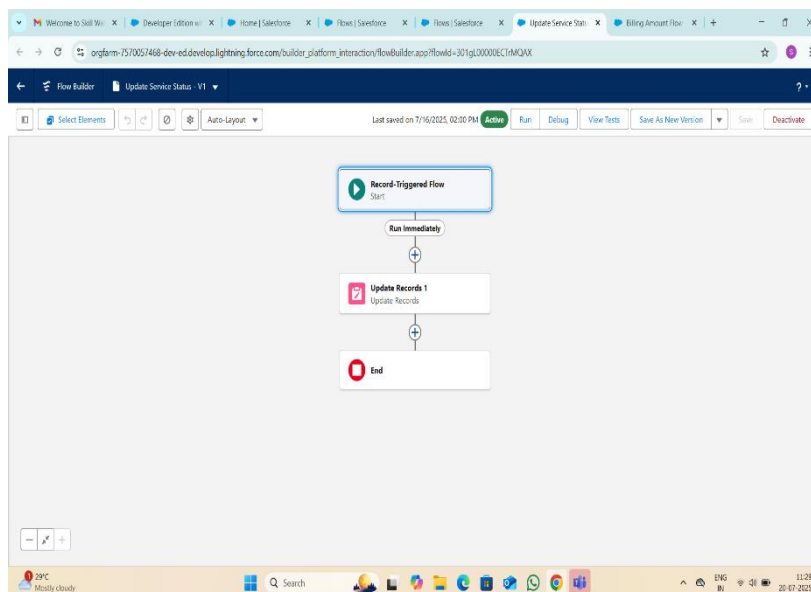 Welcome to Skill Wa
Developer Edition wi
Home | Salesforce
Flows | Salesforce
Flows | Salesforce
Update Service Statu
Billing Amount Flow
orgfarm-7570057468-dev-ed.develop.lightning.force.com/builder_platform_interaction/flowBuilder.app?flowId=301gL00000ECTrMQAX
S
Flow Builder
Update Service Status - V1
?
Select Elements
Auto-Layout
Last saved on 7/16/2025, 02:00 PM
Active
Run
Debug
View Tests
Save As New Version
Save
Deactivate
Record-Triggered Flow
Start
Run Immediately
Update Records 1
Update Records
End
1
29°C
Mostly cloudy
Search
ENG
IN
11:29
20-07-2025